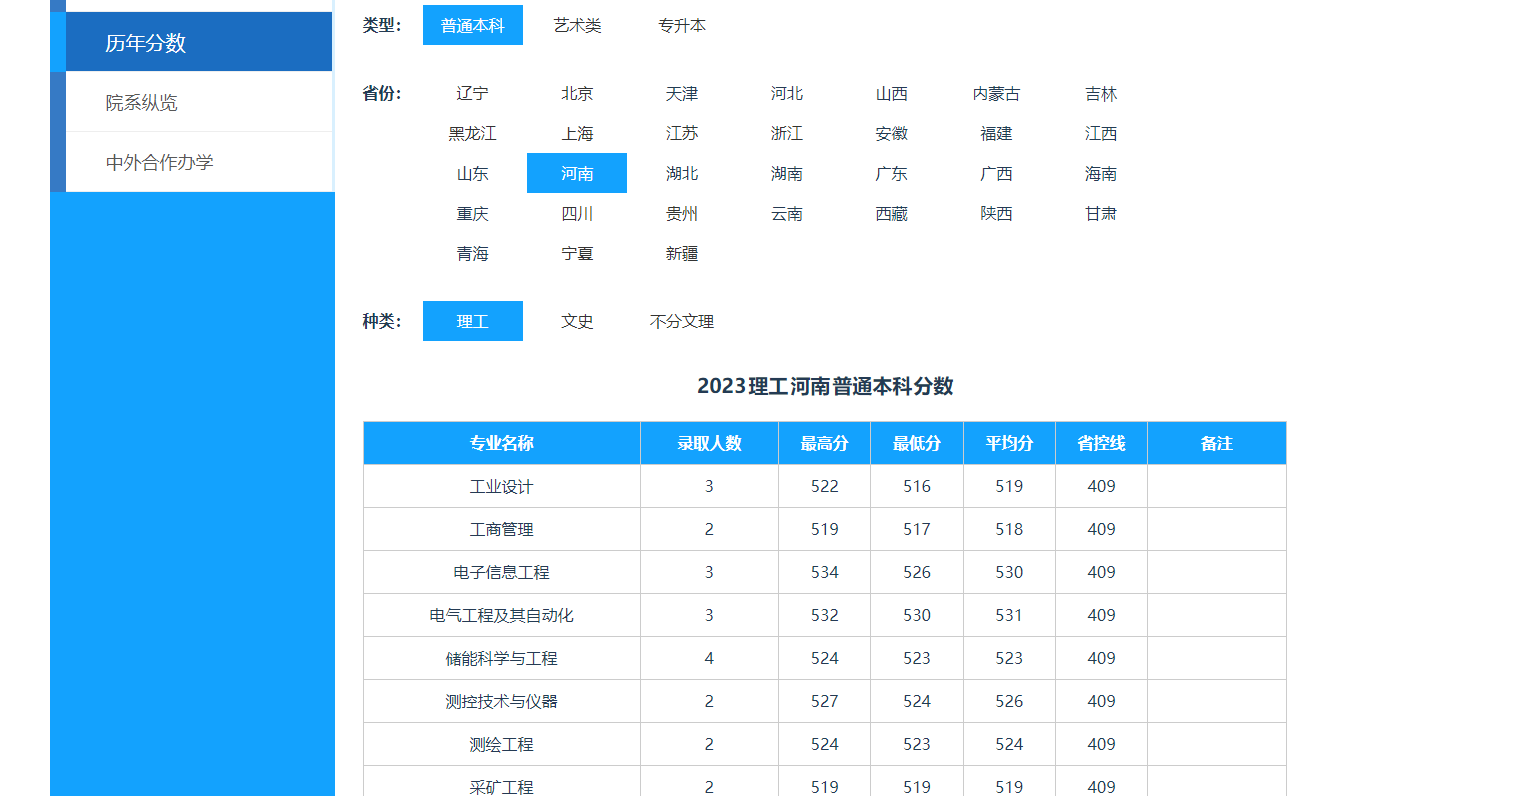 历年分数
院系纵览
中外合作办学
类型： 普通本科 艺术类 专升本
省份： 辽宁 北京 天津 河北 山西 内蒙古 吉林
黑龙江 上海 江苏 浙江 安徽 福建 江西
山东 河南 湖北 湖南 广东 广西 海南
重庆 四川 贵州 云南 西藏 陕西 甘肃
青海 宁夏 新疆
种类： 理工 文史 不分文理
2023理工河南普通本科分数
专业名称 录取人数 最高分 最低分 平均分 省控线 备注
工业设计 3 522 516 519 409
工商管理 2 519 517 518 409
电子信息工程 3 534 526 530 409
电气工程及其自动化 3 532 530 531 409
储能科学与工程 4 524 523 523 409
测控技术与仪器 2 527 524 526 409
测绘工程 2 524 523 524 409
采矿工程 2 519 519 519 409